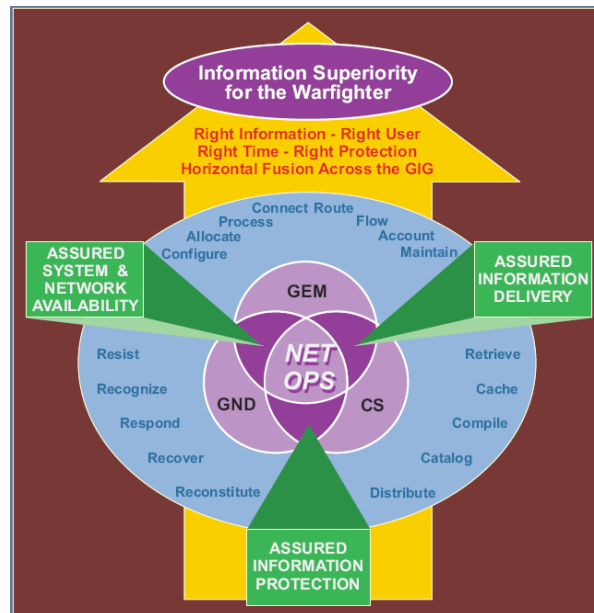 Information Superiority
for the Warfighter
Right Information - Right User
Right Time - Right Protection
Horizontal Fusion Across the GIG
Connect Route
Process
Flow
Allocate
Account
Configure
Maintain
ASSURED
SYSTEM &
NETWORK
AVAILABILITY
ASSURED
INFORMATION
DELIVERY
GEM
NET
OPS
GND
CS
Resist
Recognize
Respond
Recover
Reconstitute
Retrieve
Cache
Compile
Catalog
Distribute
ASSURED
INFORMATION
PROTECTION